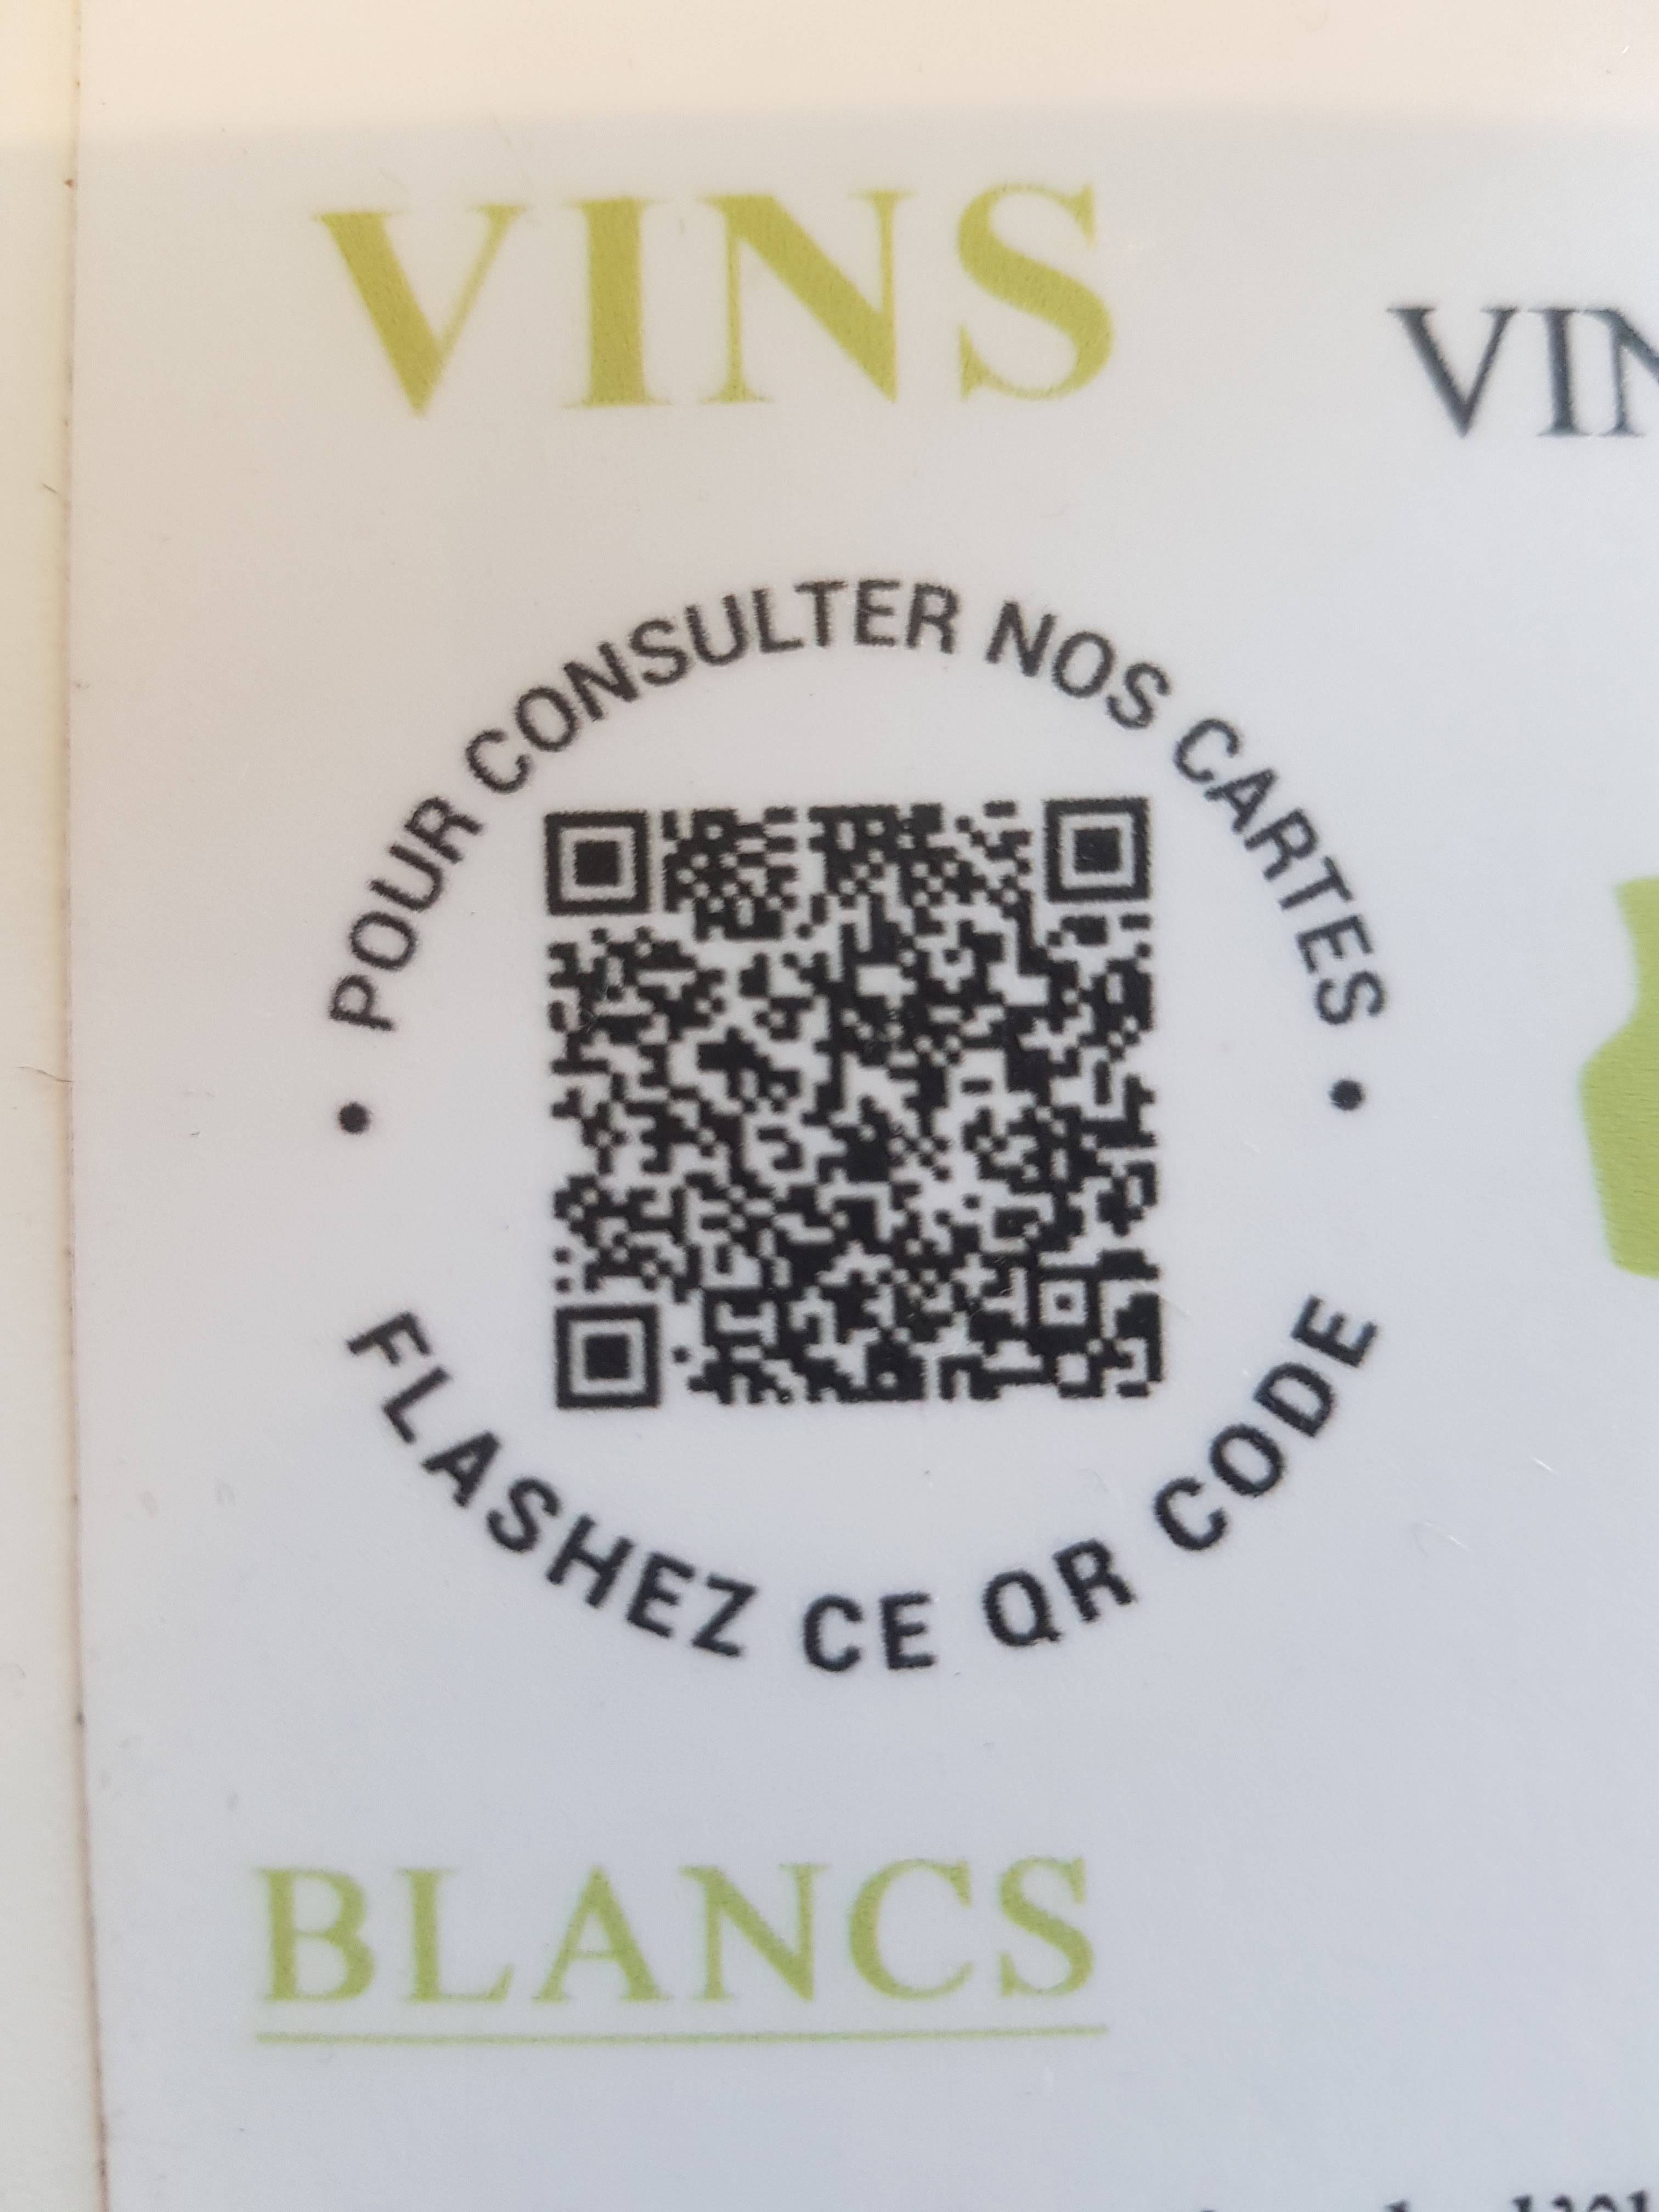 VINS
VIN
• POUR CONSULTER NOS CARTES •
FLASHEZ CE QR CODE
BLANCS